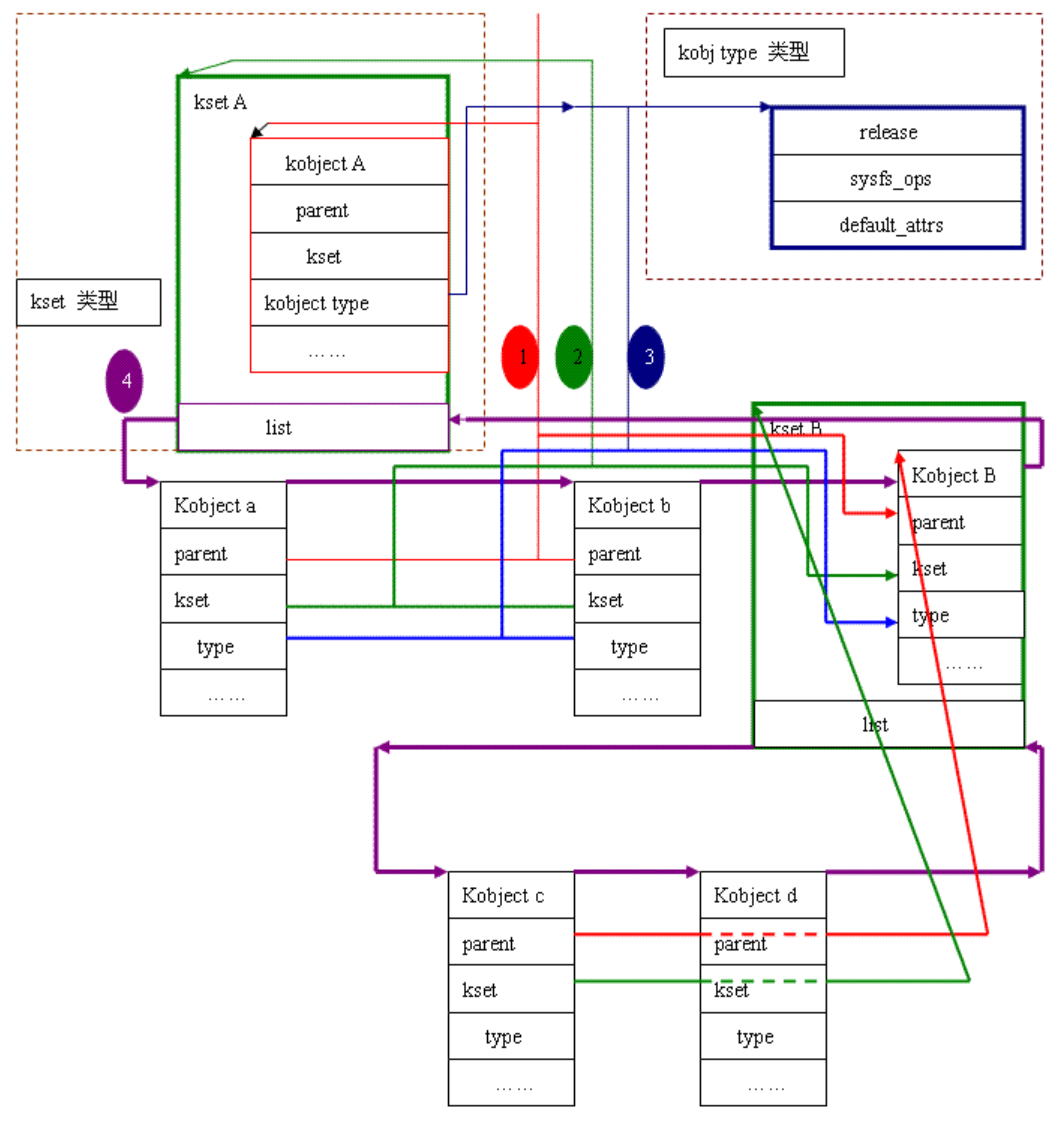 kobj type 类型
kset A
release
kobject A
sysfs_ops
parent
default_attrs
kset
kset 类型
kobject type
……
1
2
3
4
list
kset B
Kobject B
parent
kset
type
……
list
Kobject a
parent
kset
type
……
Kobject b
parent
kset
type
……
Kobject c
parent
kset
type
……
Kobject d
parent
kset
type
……